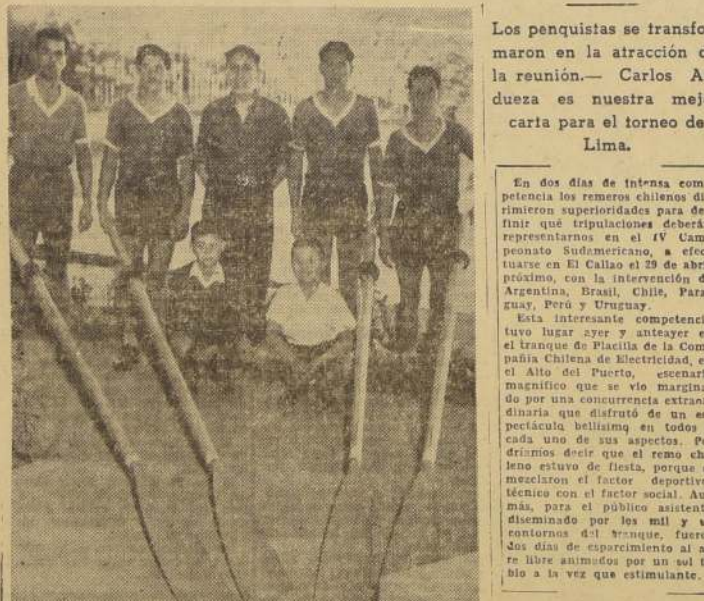 Los penquistas se transfo
maron en la atracción d
la reunión.— Carlos A
dueza es nuestra mej
carta para el torneo de
Lima.
En dos días de intensa com
petencia los remeros chilenos di
rimieron superioridades para de
finir qué tripulaciones deberá
representarnos en el IV Cam
peonato Sudamericano, a efec
tuarse en El Callao el 29 de abri
próximo, con la intervención d
Argentina, Brasil, Chile, Para
guay, Perú y Uruguay.
Esta interesante competenci
tuvo lugar ayer y anteayer e
el tranque de Placilla de la Com
pañia Chilena de Electricidad, e
el Alto del Puerto, escenari
magnífico que se vio margina
do por una concurrencia extrao
dinaria que disfrutó de un es
pectáculo bellísimo en todos
cada uno de sus aspectos. Po
dríamos decir que el remo chi
leno estuvo de fiesta, porque s
mezclaron el factor deportivo
técnico con el factor social. Au
más, para el público asistent
diseminado por los mil y u
contornos del tranque, fuero
dos días de esparcimiento al a
re libre animados por un sol t
bio a la vez que estimulante.